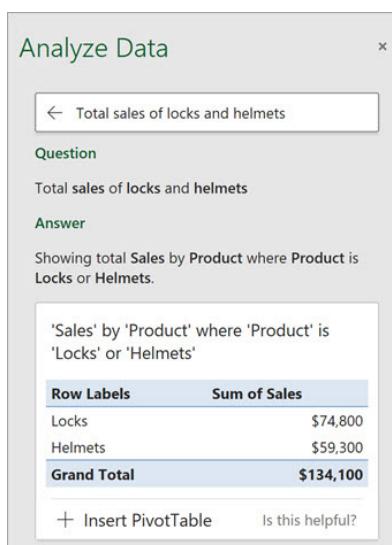 Analyze Data
×
← Total sales of locks and helmets
Question
Total sales of locks and helmets
Answer
Showing total Sales by Product where Product is
Locks or Helmets.
'Sales' by 'Product' where 'Product' is
'Locks' or 'Helmets'
Row Labels Sum of Sales
Locks $74,800
Helmets $59,300
Grand Total $134,100
+ Insert PivotTable Is this helpful?